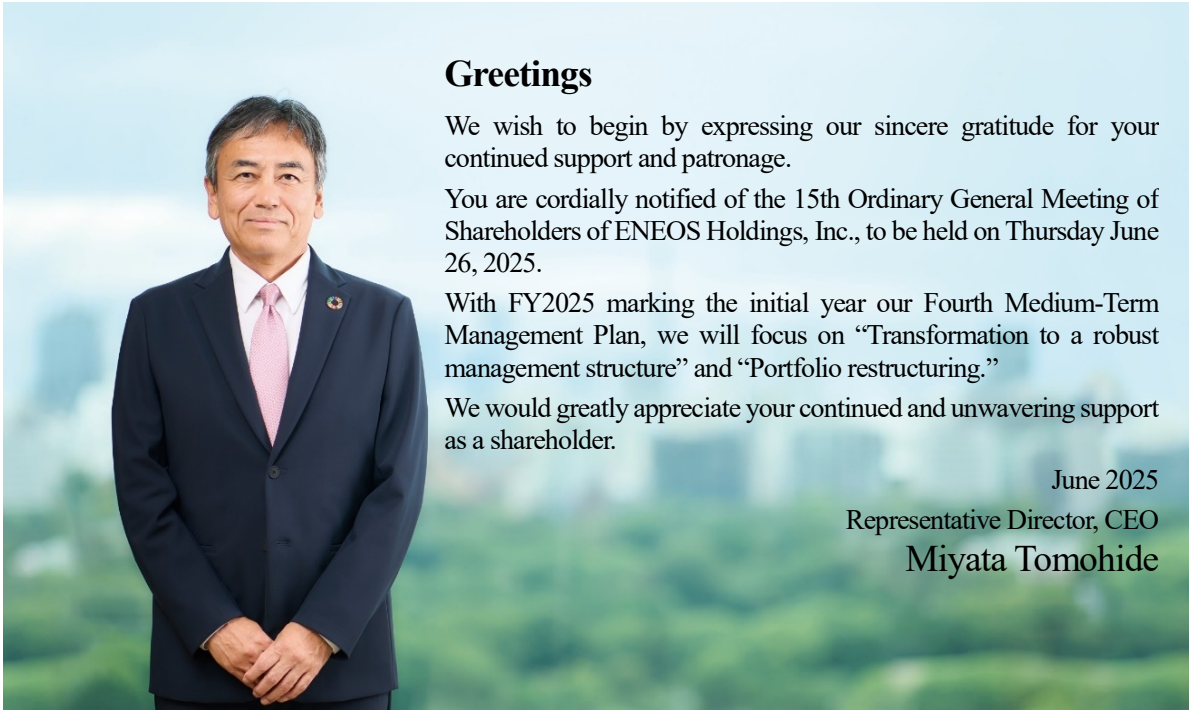 Greetings
We wish to begin by expressing our sincere gratitude for your
continued support and patronage.
You are cordially notified of the 15th Ordinary General Meeting of
Shareholders of ENEOS Holdings, Inc., to be held on Thursday June
26, 2025.
With FY2025 marking the initial year our Fourth Medium-Term
Management Plan, we will focus on “Transformation to a robust
management structure” and “Portfolio restructuring.”
We would greatly appreciate your continued and unwavering support
as a shareholder.
June 2025
Representative Director, CEO
Miyata Tomohide